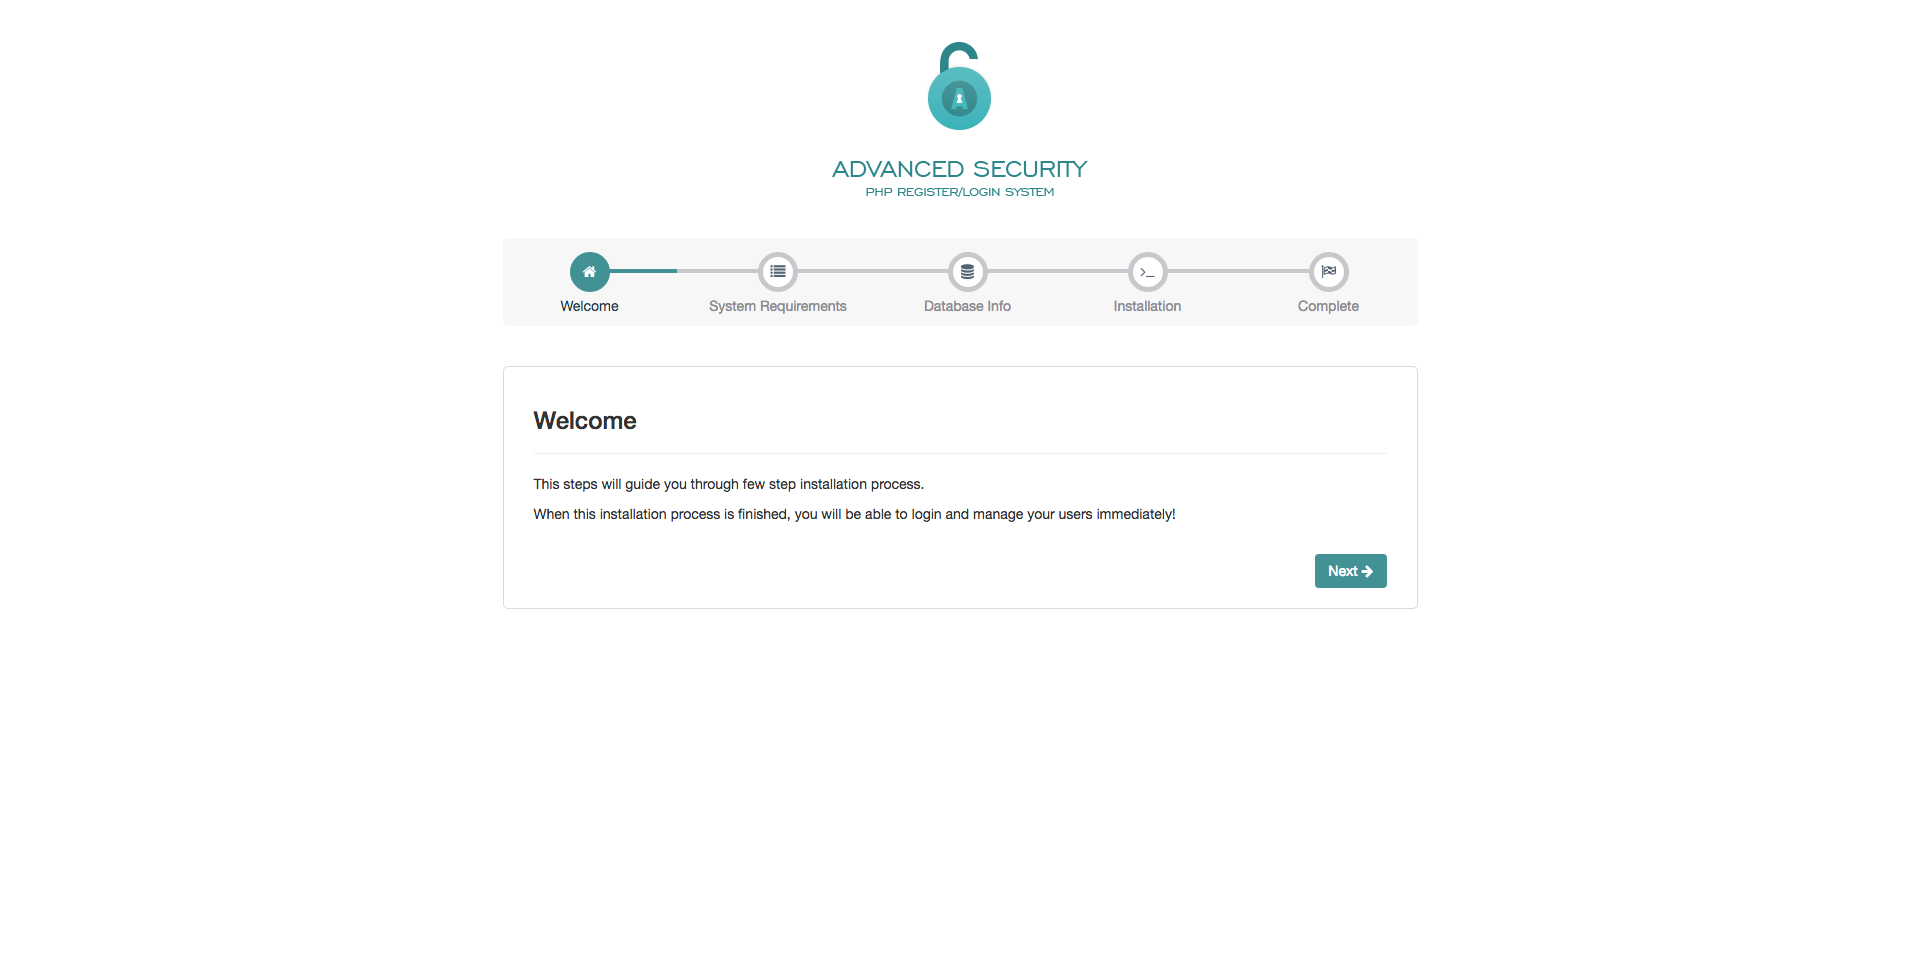 ADVANCED SECURITY
PHP REGISTER/LOGIN SYSTEM
Welcome
System Requirements
Database Info
Installation
Complete
Welcome
This steps will guide you through few step installation process.
When this installation process is finished, you will be able to login and manage your users immediately!
Next